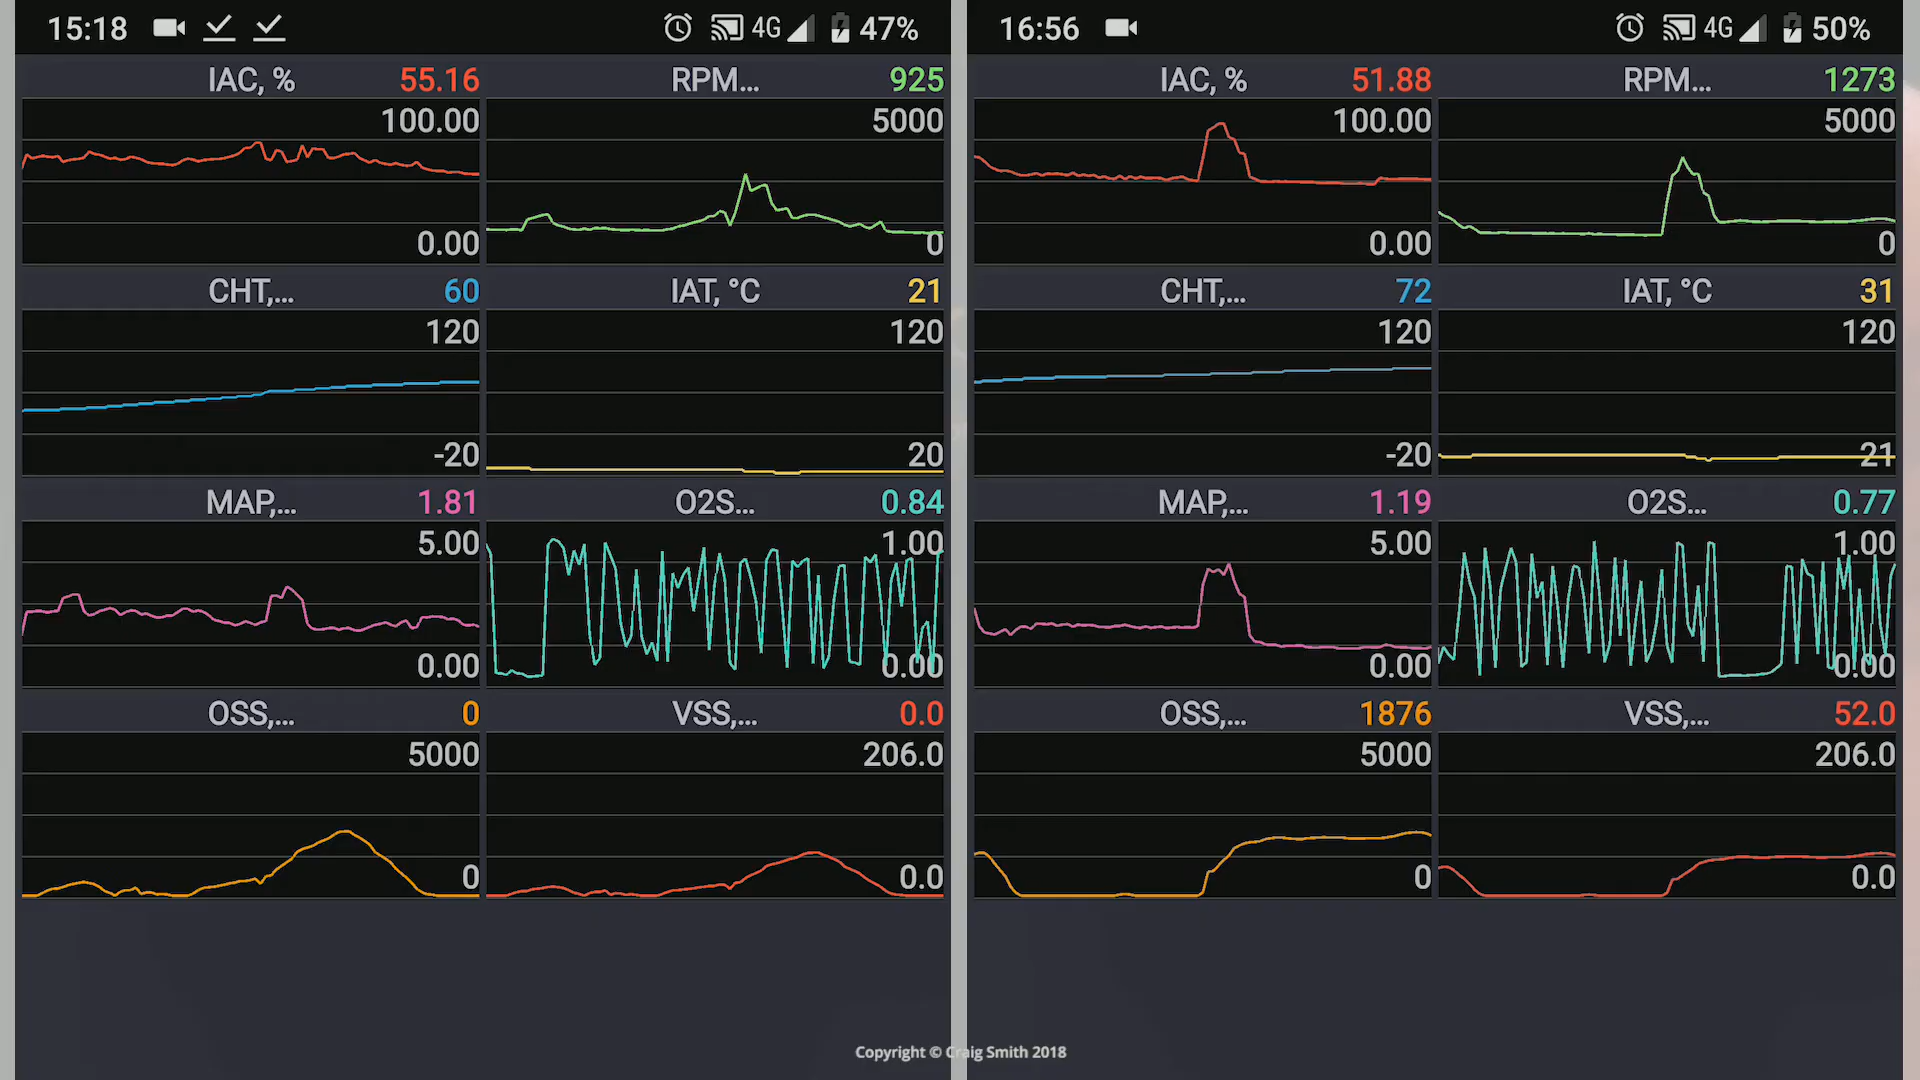 15:18 4G 47%
IAC, % 55.16 RPM... 925
100.00 5000
0.00 0
CHT,... 60 IAT, °C 21
120 120
-20 20
MAP,... 1.81 O2S... 0.84
5.00 1.00
0.00 0.00
OSS,... 0 VSS,... 0.0
5000 206.0
0 0.0
16:56 4G 50%
IAC, % 51.88 RPM... 1273
100.00 5000
0.00 0
CHT,... 72 IAT, °C 31
120 120
-20 21
MAP,... 1.19 O2S... 0.77
5.00 1.00
0.00 0.00
OSS,... 1876 VSS,... 52.0
5000 206.0
0 0.0
Copyright © Craig Smith 2018